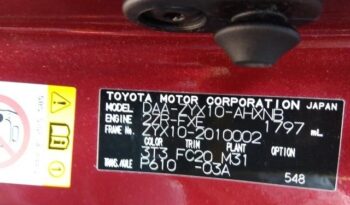 TOYOTA MOTOR CORPORATION JAPAN
MODEL DAA-ZYX10-AHXNB
ENGINE 2ZR-FXE 1797 mL
FRAME No. ZYX10-2010002
COLOR TRIM PLANT
3T3 FC20 M31
TRANS./AXLE P610 -03A
548